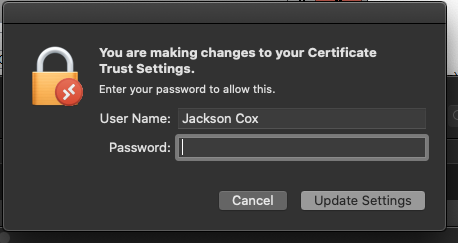 You are making changes to your Certificate
Trust Settings.
Enter your password to allow this.
User Name: Jackson Cox
Password:
Cancel Update Settings